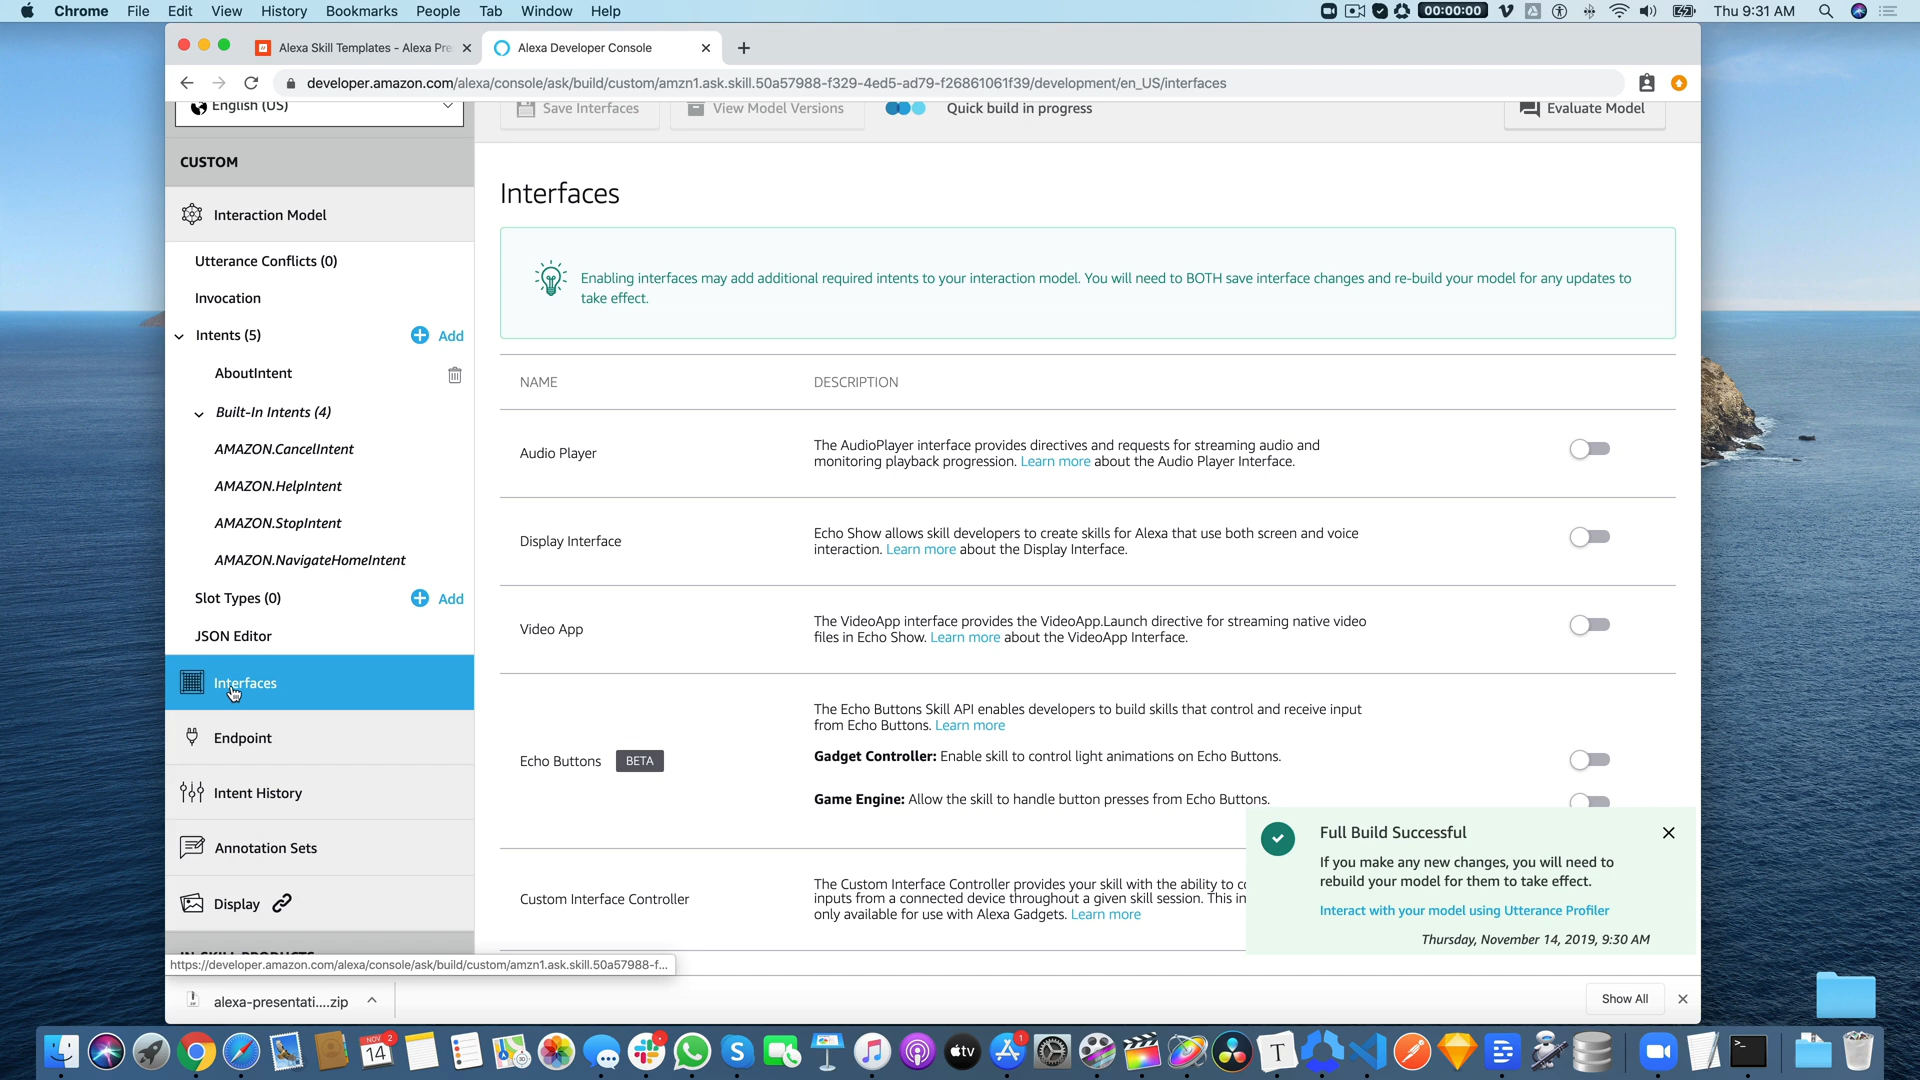 Chrome File Edit View History Bookmarks People Tab Window Help 00:00:00 Thu 9:31 AM
Alexa Skill Templates - Alexa Pre
Alexa Developer Console
developer.amazon.com/alexa/console/ask/build/custom/amzn1.ask.skill.50a57988-f329-4ed5-ad79-f26861061f39/development/en_US/interfaces
English (US)
Save Interfaces
View Model Versions
Quick build in progress
Evaluate Model
CUSTOM
Interaction Model
Utterance Conflicts (0)
Invocation
Intents (5)
Add
AboutIntent
Built-In Intents (4)
AMAZON.CancelIntent
AMAZON.HelpIntent
AMAZON.StopIntent
AMAZON.NavigateHomeIntent
Slot Types (0)
Add
JSON Editor
Interfaces
Endpoint
Intent History
Annotation Sets
Display
IN-SKILL PRODUCTS
Interfaces
Enabling interfaces may add additional required intents to your interaction model. You will need to BOTH save interface changes and re-build your model for any updates to
take effect.
NAME
DESCRIPTION
Audio Player
The AudioPlayer interface provides directives and requests for streaming audio and
monitoring playback progression. Learn more about the Audio Player Interface.
Display Interface
Echo Show allows skill developers to create skills for Alexa that use both screen and voice
interaction. Learn more about the Display Interface.
Video App
The VideoApp interface provides the VideoApp.Launch directive for streaming native video
files in Echo Show. Learn more about the VideoApp Interface.
Echo Buttons
BETA
The Echo Buttons Skill API enables developers to build skills that control and receive input
from Echo Buttons. Learn more
Gadget Controller: Enable skill to control light animations on Echo Buttons.
Game Engine: Allow the skill to handle button presses from Echo Buttons.
Custom Interface Controller
The Custom Interface Controller provides your skill with the ability to co
inputs from a connected device throughout a given skill session. This in
only available for use with Alexa Gadgets. Learn more
Full Build Successful
If you make any new changes, you will need to
rebuild your model for them to take effect.
Interact with your model using Utterance Profiler
Thursday, November 14, 2019, 9:30 AM
https://developer.amazon.com/alexa/console/ask/build/custom/amzn1.ask.skill.50a57988-f...
alexa-presentati....zip
Show All
NOV
14
2
1
tv
T